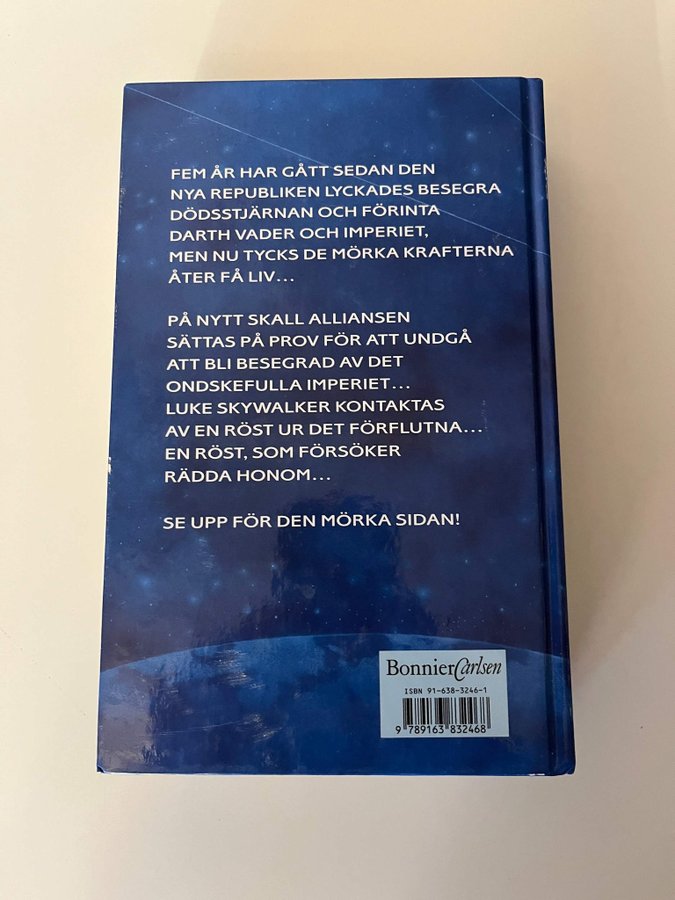 FEM ÅR HAR GÅTT SEDAN DEN
NYA REPUBLIKEN LYCKADES BESEGRA
DÖDSSTJÄRNAN OCH FÖRINTA
DARTH VADER OCH IMPERIET,
MEN NU TYCKS DE MÖRKA KRAFTERNA
ÅTER FÅ LIV...
PÅ NYTT SKALL ALLIANSEN
SÄTTAS PÅ PROV FÖR ATT UNDGÅ
ATT BLI BESEGRAD AV DET
ONDSKEFULLA IMPERIET...
LUKE SKYWALKER KONTAKTAS
AV EN RÖST UR DET FÖRFLUTNA...
EN RÖST, SOM FÖRSÖKER
RÄDDA HONOM...
SE UPP FÖR DEN MÖRKA SIDAN!
BonnierCarlsen
ISBN 91-638-3246-1
9 789163 832468